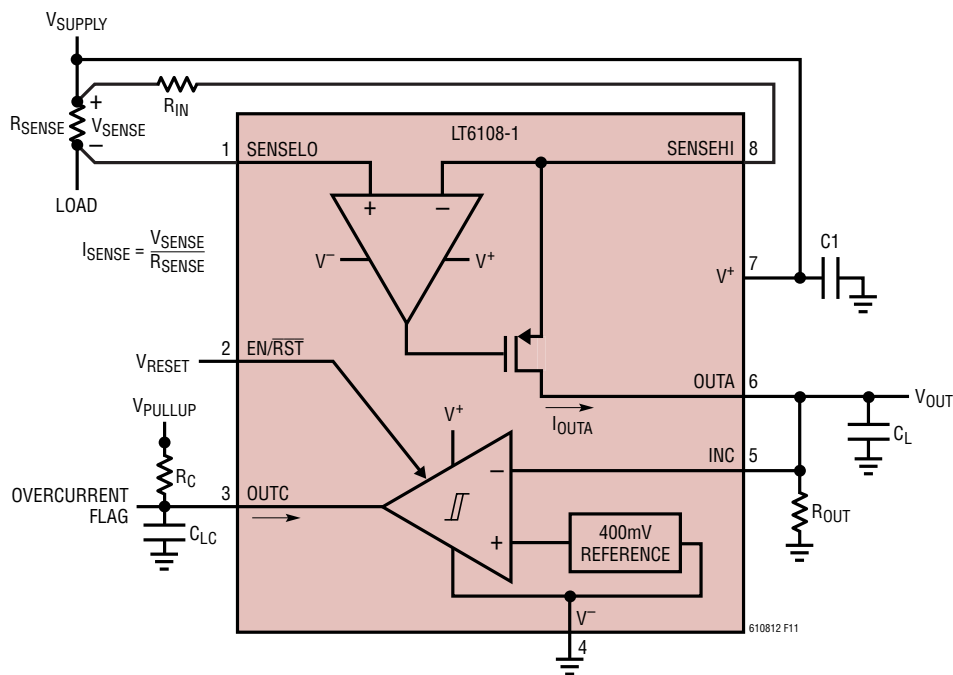 VSUPPLY
+
RIN
RSENSE
VSENSE
–
LT6108-1
1
SENSELO
SENSEHI
8
LOAD
+
–
ISENSE = VSENSE
RSENSE
V–
V+
C1
7
V+
2
EN/RST
VRESET
OUTA
6
VOUT
IOUTA
VPULLUP
V+
CL
RC
INC
5
–
3
OUTC
OVERCURRENT
FLAG
ROUT
400mV
REFERENCE
+
CLC
V–
4
610812 F11